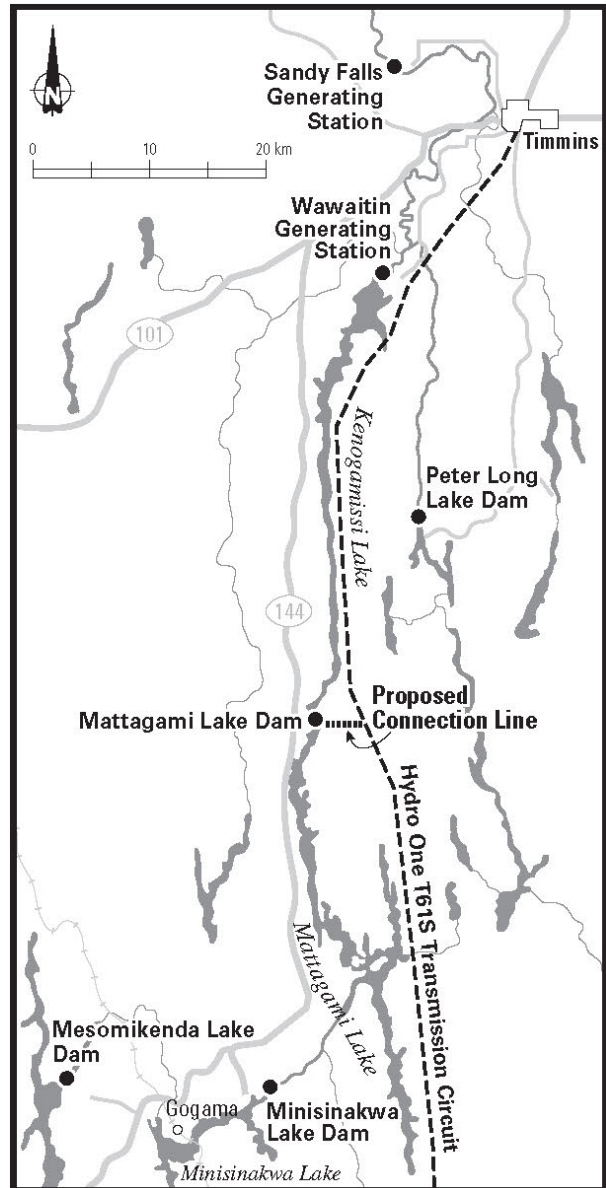 N
0 20 km
Sandy Falls
Generating
Station
Timmins
Wawaitin
Generating
Station
101
Kenogamissi Lake
Peter Long
Lake Dam
144
Proposed
Connection Line
Mattagami Lake Dam
Hydro One T61S Transmission Circuit
Mattagami Lake
Mesomikenda Lake
Dam
Gogama
Minisinakwa
Lake Dam
Minisinakwa Lake